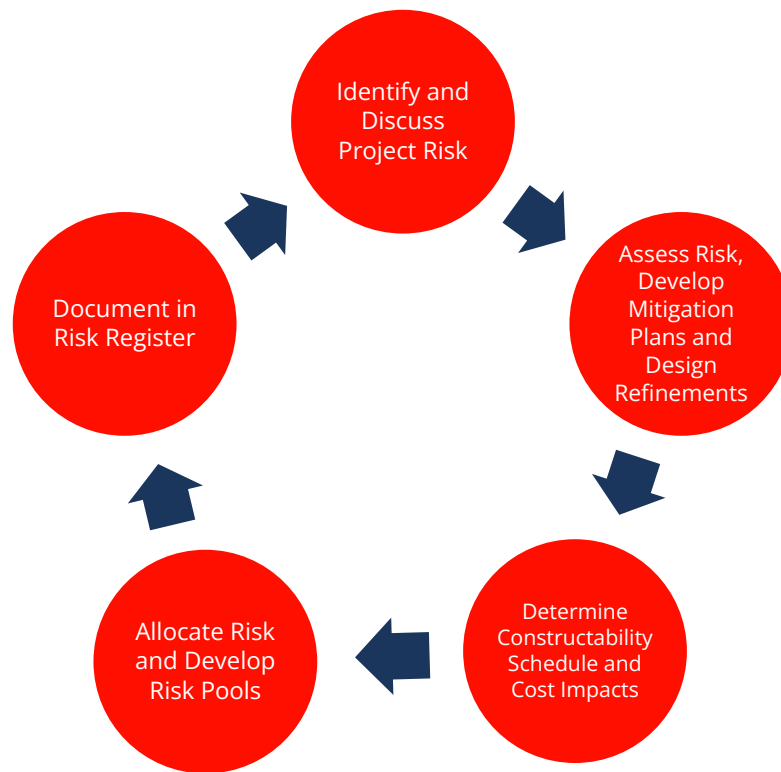 Identify and
Discuss
Project Risk
Assess Risk,
Develop
Mitigation
Plans and
Design
Refinements
Determine
Constructability
Schedule and
Cost Impacts
Allocate Risk
and Develop
Risk Pools
Document in
Risk Register